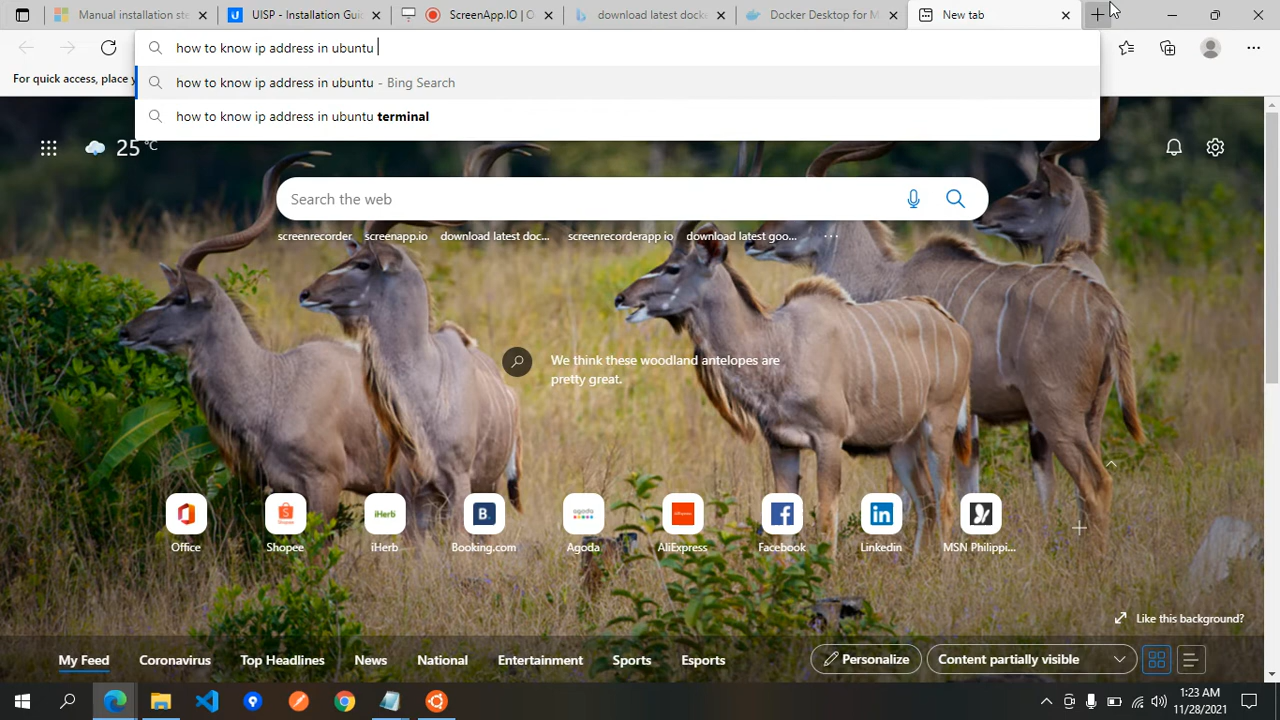 Manual installation ste
UISP - Installation Guid
ScreenApp.IO | O
download latest docke
Docker Desktop for M
New tab
how to know ip address in ubuntu
For quick access, place y
how to know ip address in ubuntu - Bing Search
how to know ip address in ubuntu terminal
25 °C
Search the web
screenrecorder
screenapp.io
download latest doc...
screenrecorderapp io
download latest goo...
We think these woodland antelopes are
pretty great.
Office
Shopee
iHerb
iHerb
B.
Booking.com
agoda
Agoda
AliExpress
AliExpress
Facebook
Linkedin
MSN Philippi...
Like this background?
My Feed
Coronavirus
Top Headlines
News
National
Entertainment
Sports
Esports
Personalize
Content partially visible
1:23 AM
11/28/2021